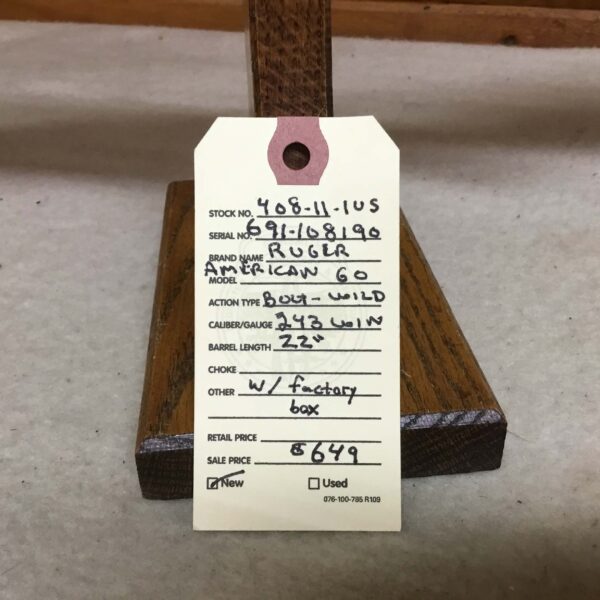 STOCK NO. 408-11-1US
SERIAL NO. 691-108190
BRAND NAME RUGER
MODEL AMERICAN GO
ACTION TYPE BOLT-WILD
CALIBER/GAUGE 243 WIN
BARREL LENGTH 22"
CHOKE
OTHER W/ factory
box
RETAIL PRICE
SALE PRICE $649
New Used
076-100-785 R109